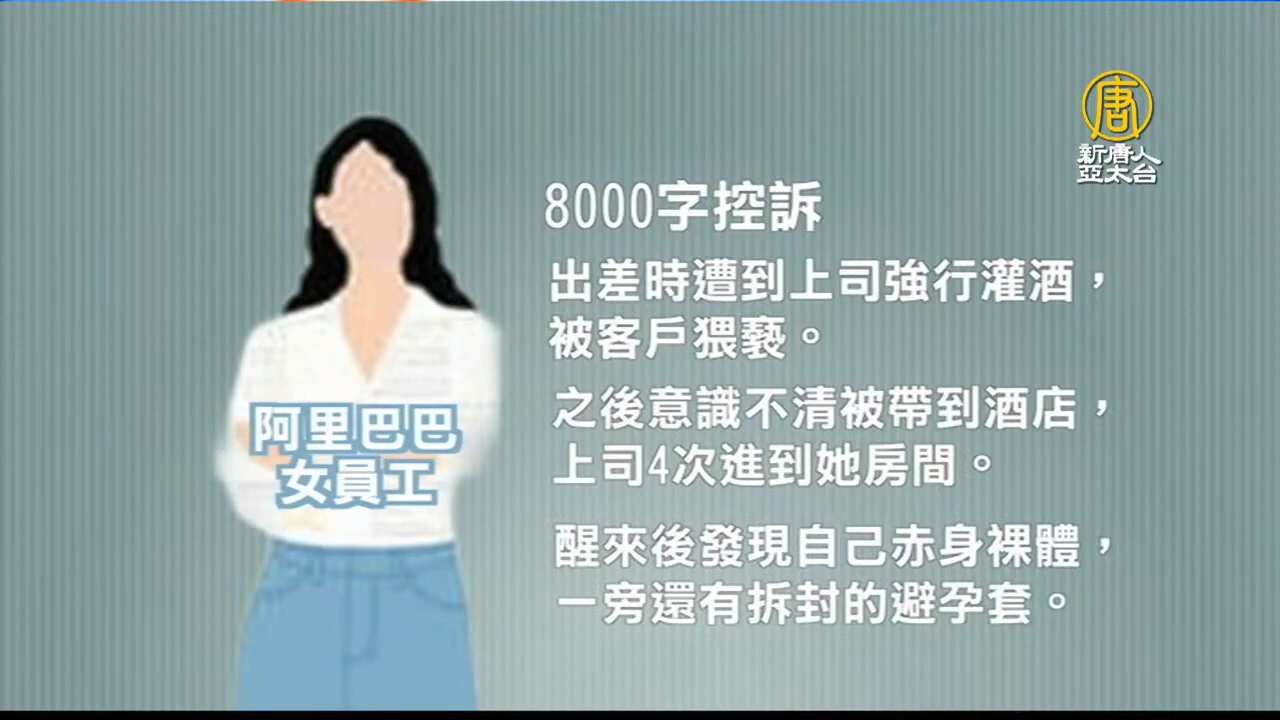 唐
新唐人
亞太台
8000字控訴
出差時遭到上司強行灌酒，
被客戶猥褻。
之後意識不清被帶到酒店，
上司4次進到她房間。
醒來後發現自己赤身裸體，
一旁還有拆封的避孕套。
阿里巴巴
女員工